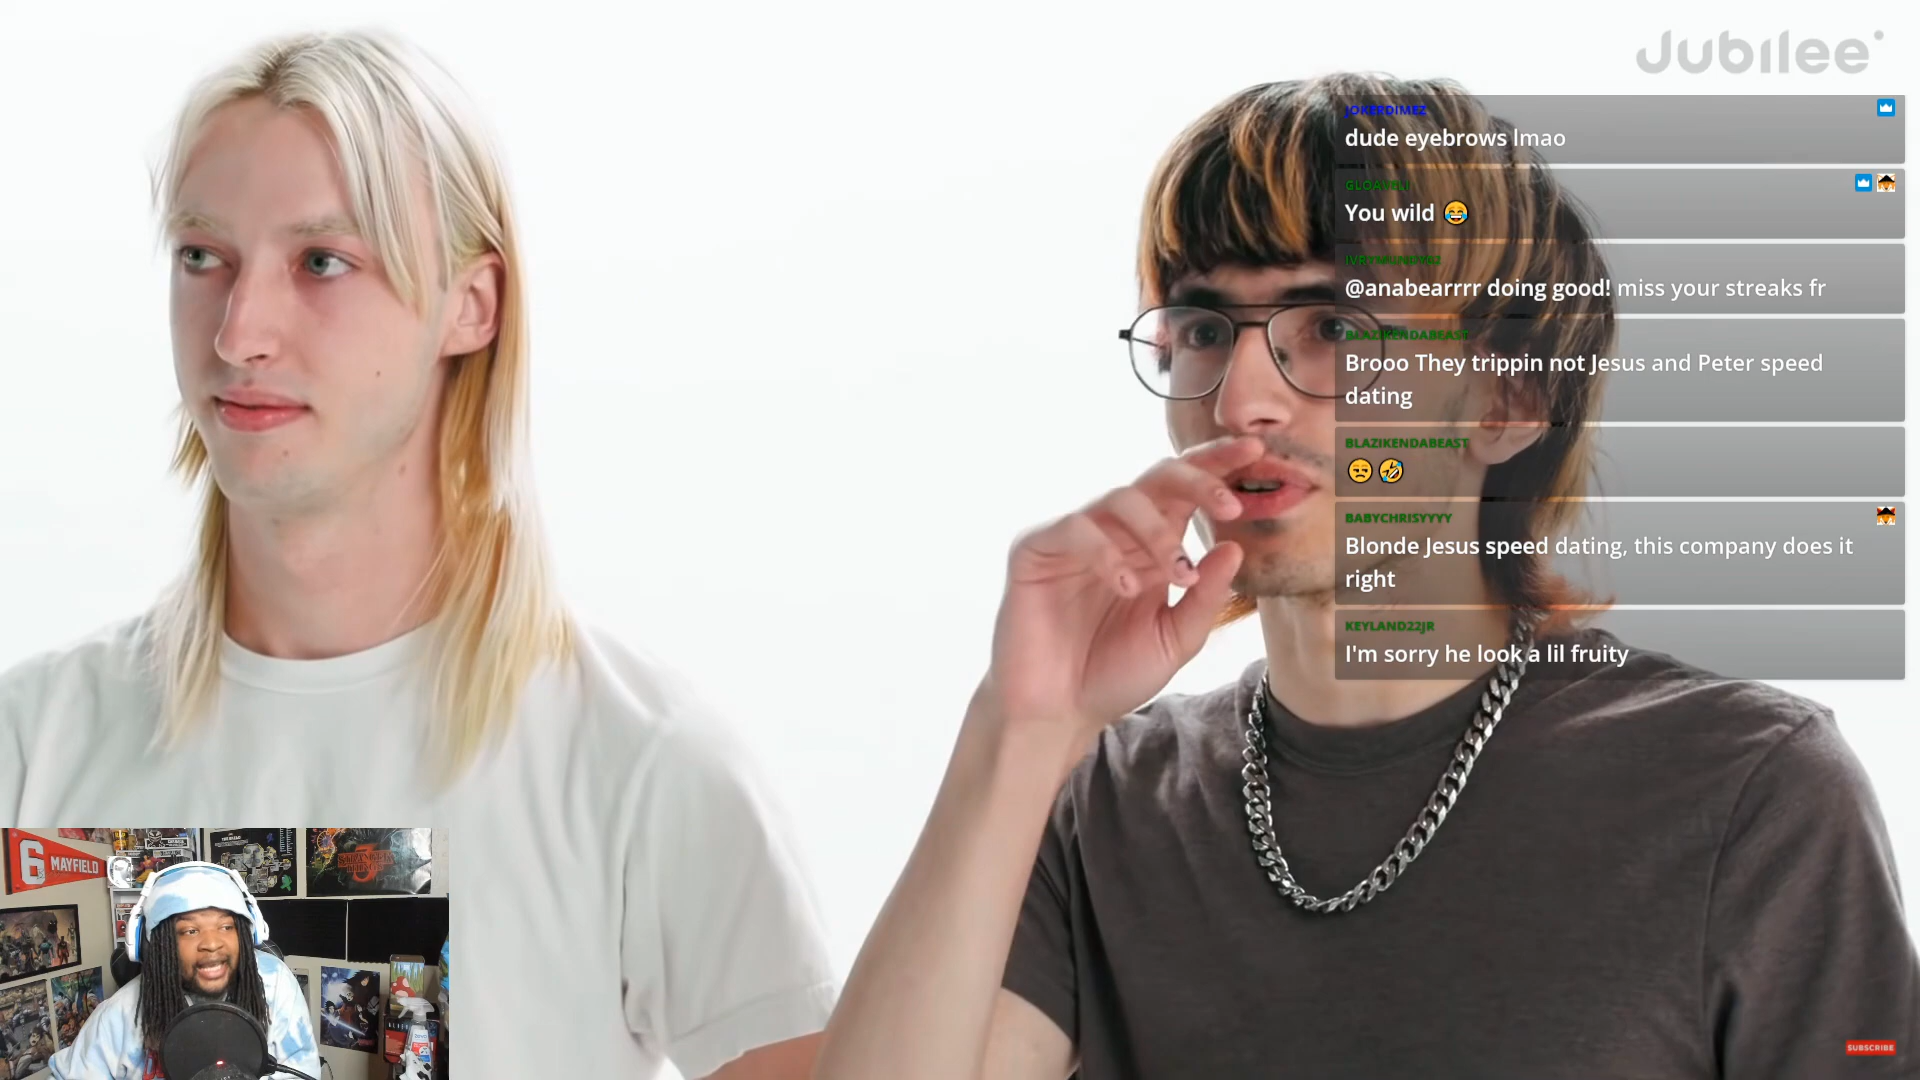 Jubilee
JOKERDIMEZ
dude eyebrows lmao
You wild 😂
@anabearrrr doing good! miss your streaks fr
BLAZIKENDABEAST
Brooo They trippin not Jesus and Peter speed
dating
BLAZIKENDABEAST
😒🤣
BABYCHRISYYYY
Blonde Jesus speed dating, this company does it
right
KEYLAND22JR
I'm sorry he look a lil fruity
6 MAYFIELD
SUBSCRIBE